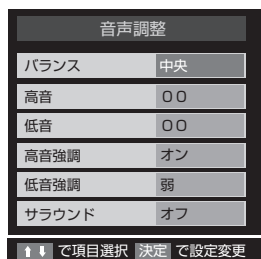 音声調整
バランス 中央
高音 00
低音 00
高音強調 オン
低音強調 弱
サラウンド オフ
⬆⬇ で項目選択 決定 で設定変更